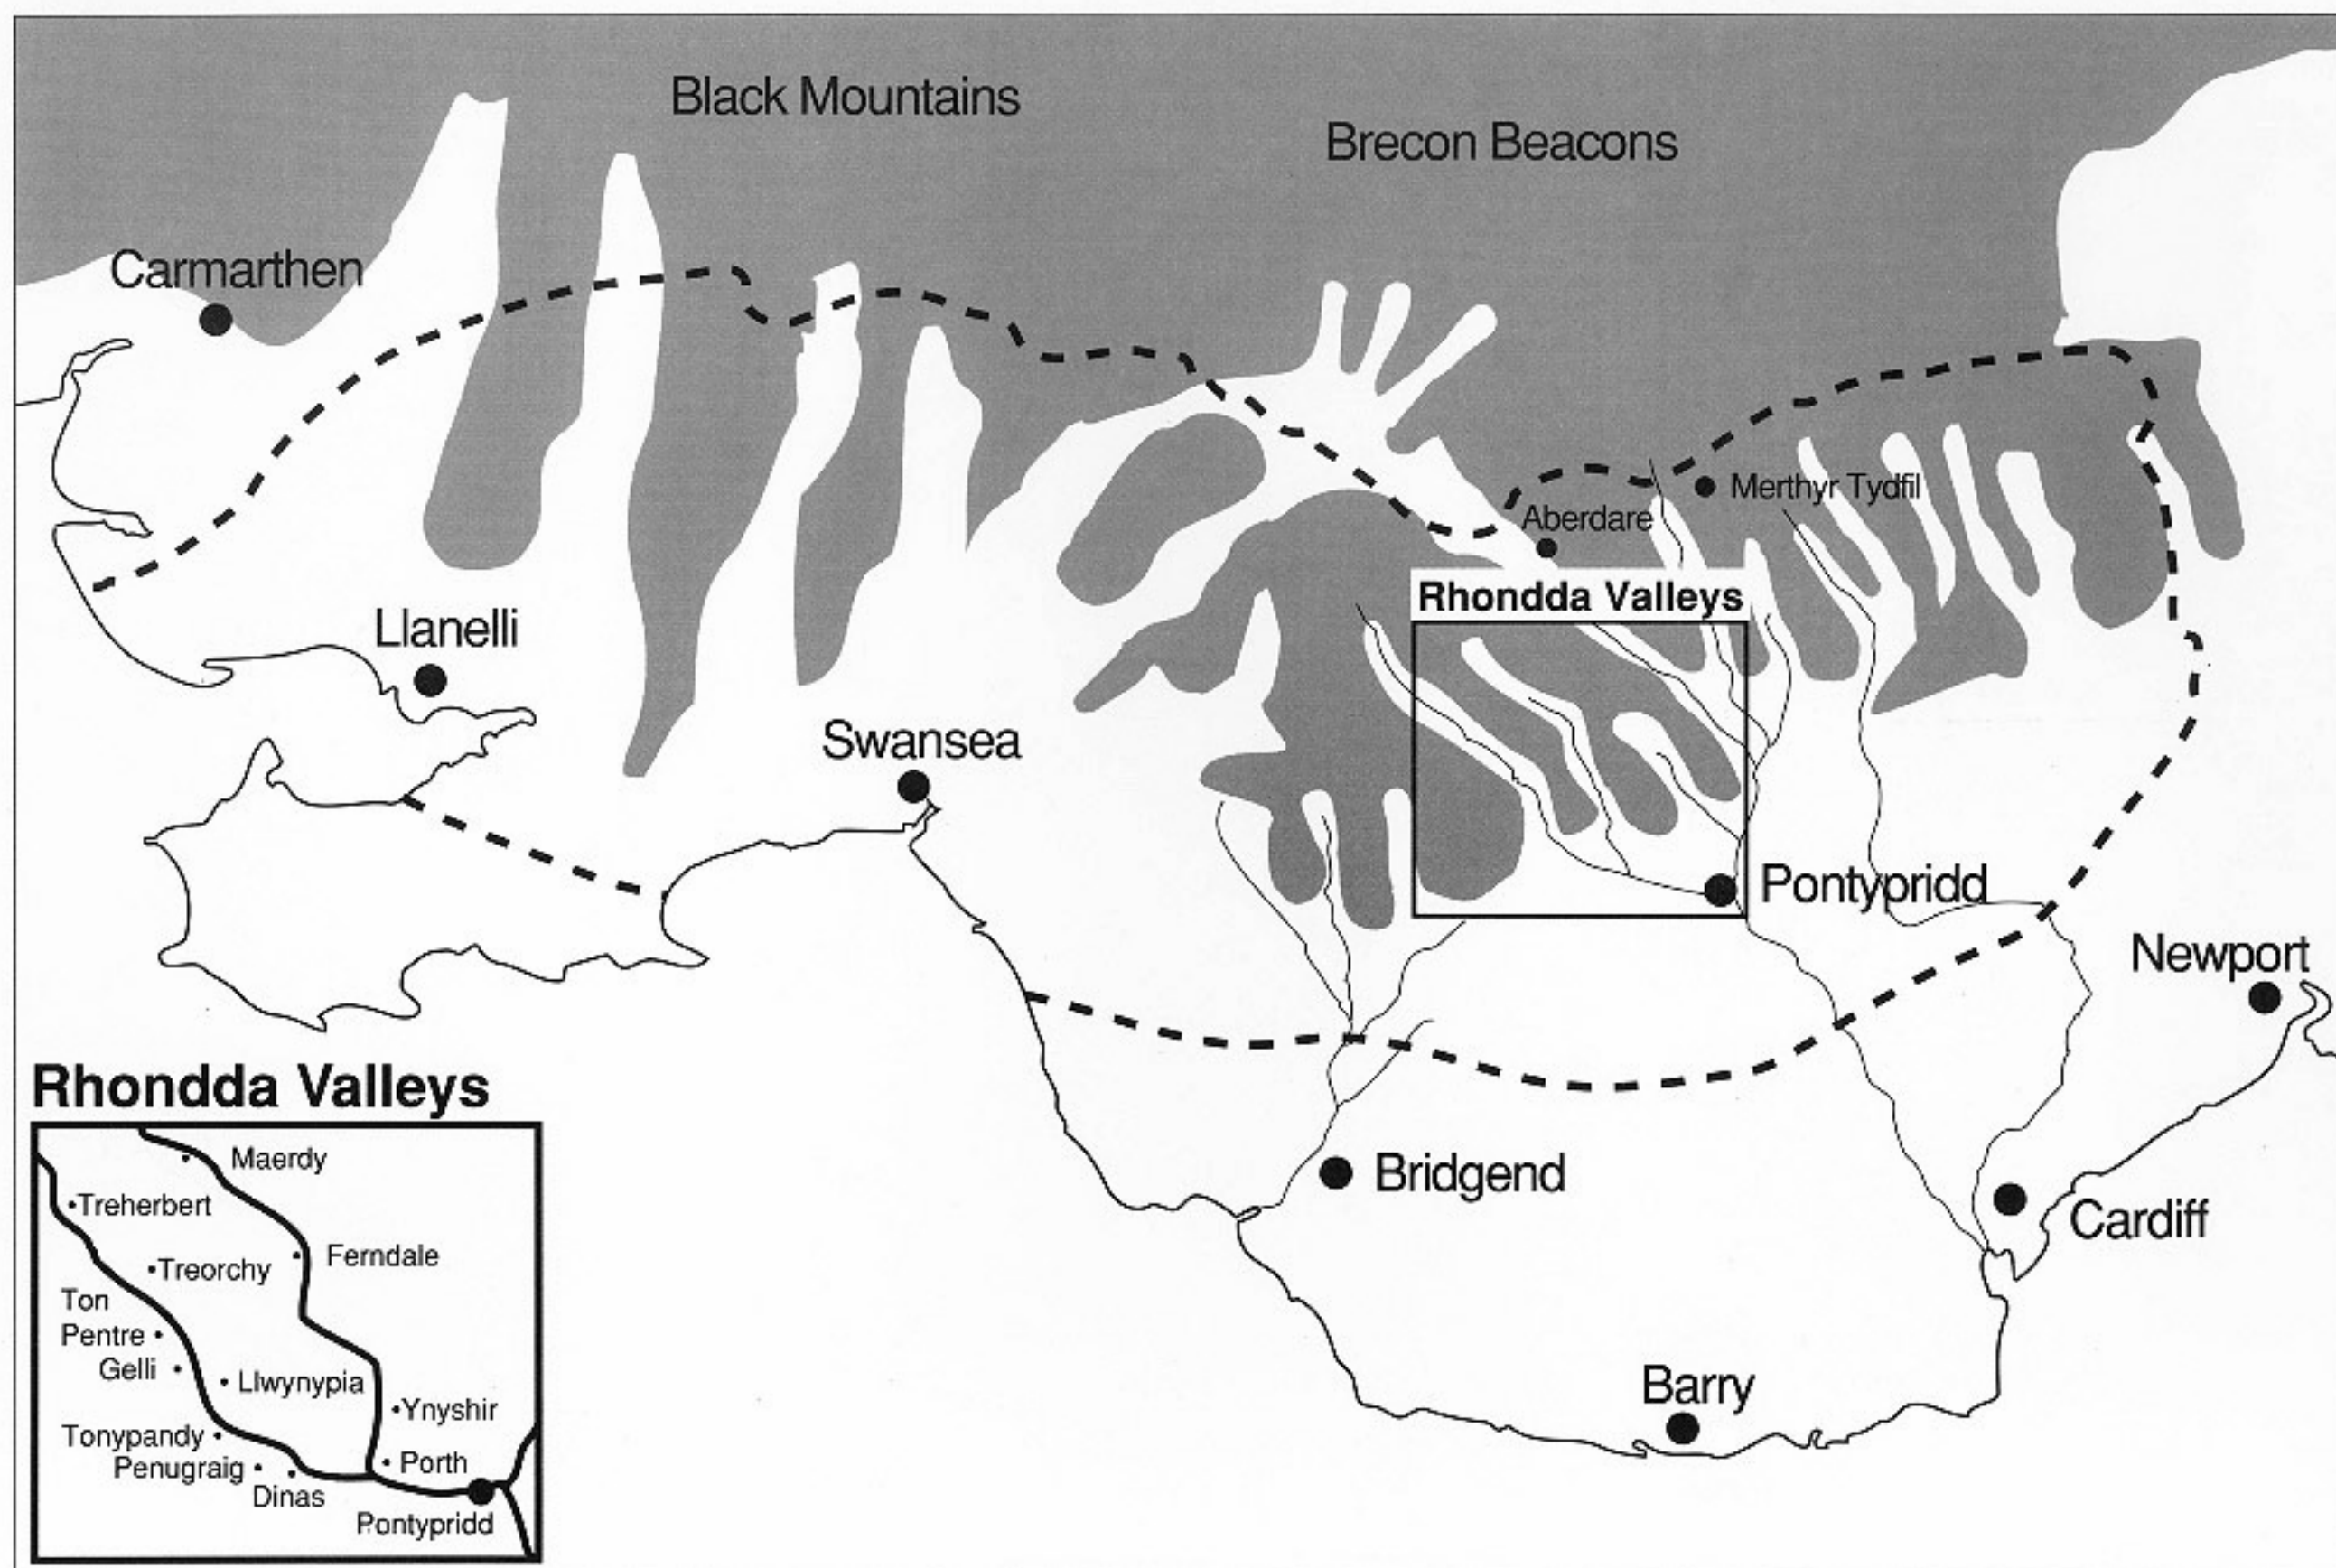 Black Mountains
Brecon Beacons
Carmarthen
Merthyr Tydfil
Aberdare
Rhondda Valleys
Llanelli
Swansea
Pontypridd
Newport
Rhondda Valleys
Maerdy
Treherbert
Ferndale
Treorchy
Ton
Pentre
Gelli
Llwynypia
Ynyshir
Tonypandy
Porth
Penugraig
Dinas
Pontypridd
Bridgend
Cardiff
Barry